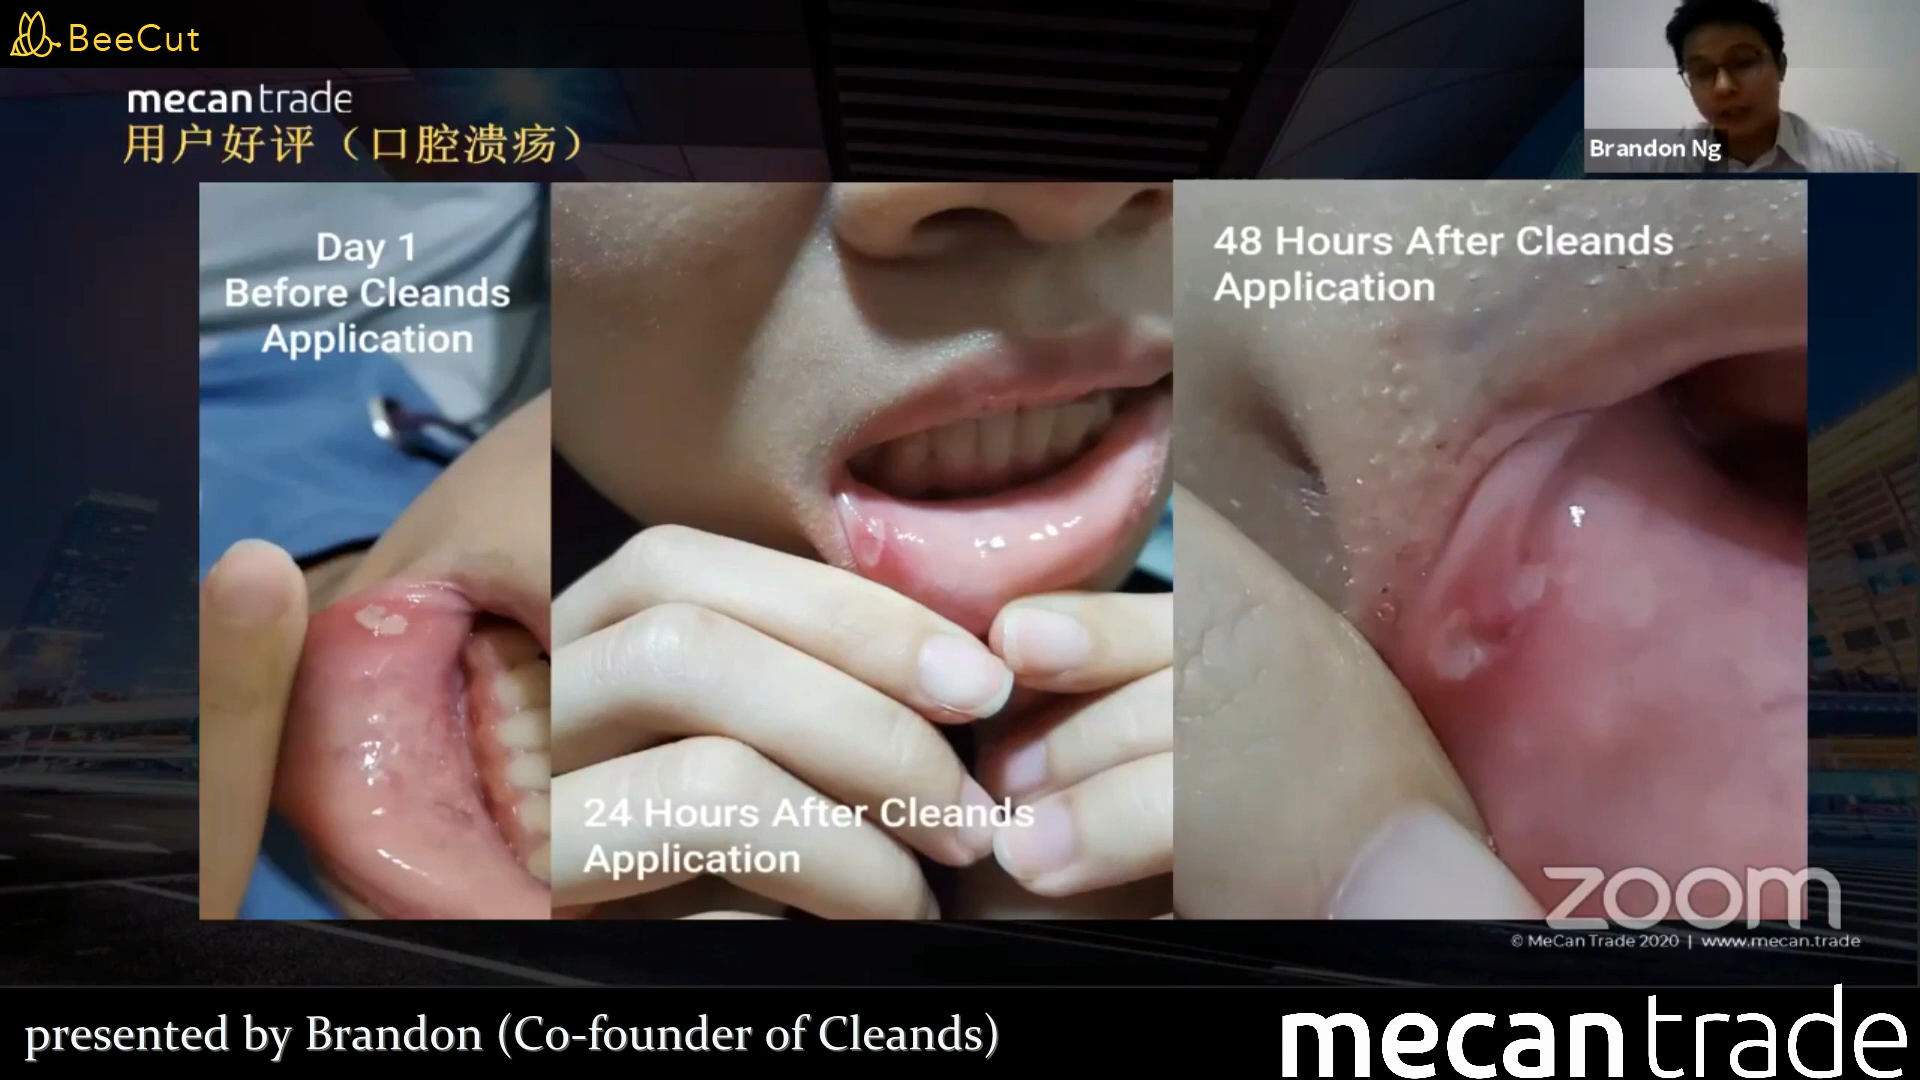 BeeCut
mecantrade
用户好评（口腔溃疡）
Brandon Ng
Day 1
Before Cleands
Application
24 Hours After Cleands
Application
48 Hours After Cleands
Application
zoom
© MeCan Trade 2020 | www.mecan.trade
presented by Brandon (Co-founder of Cleands)
mecantrade